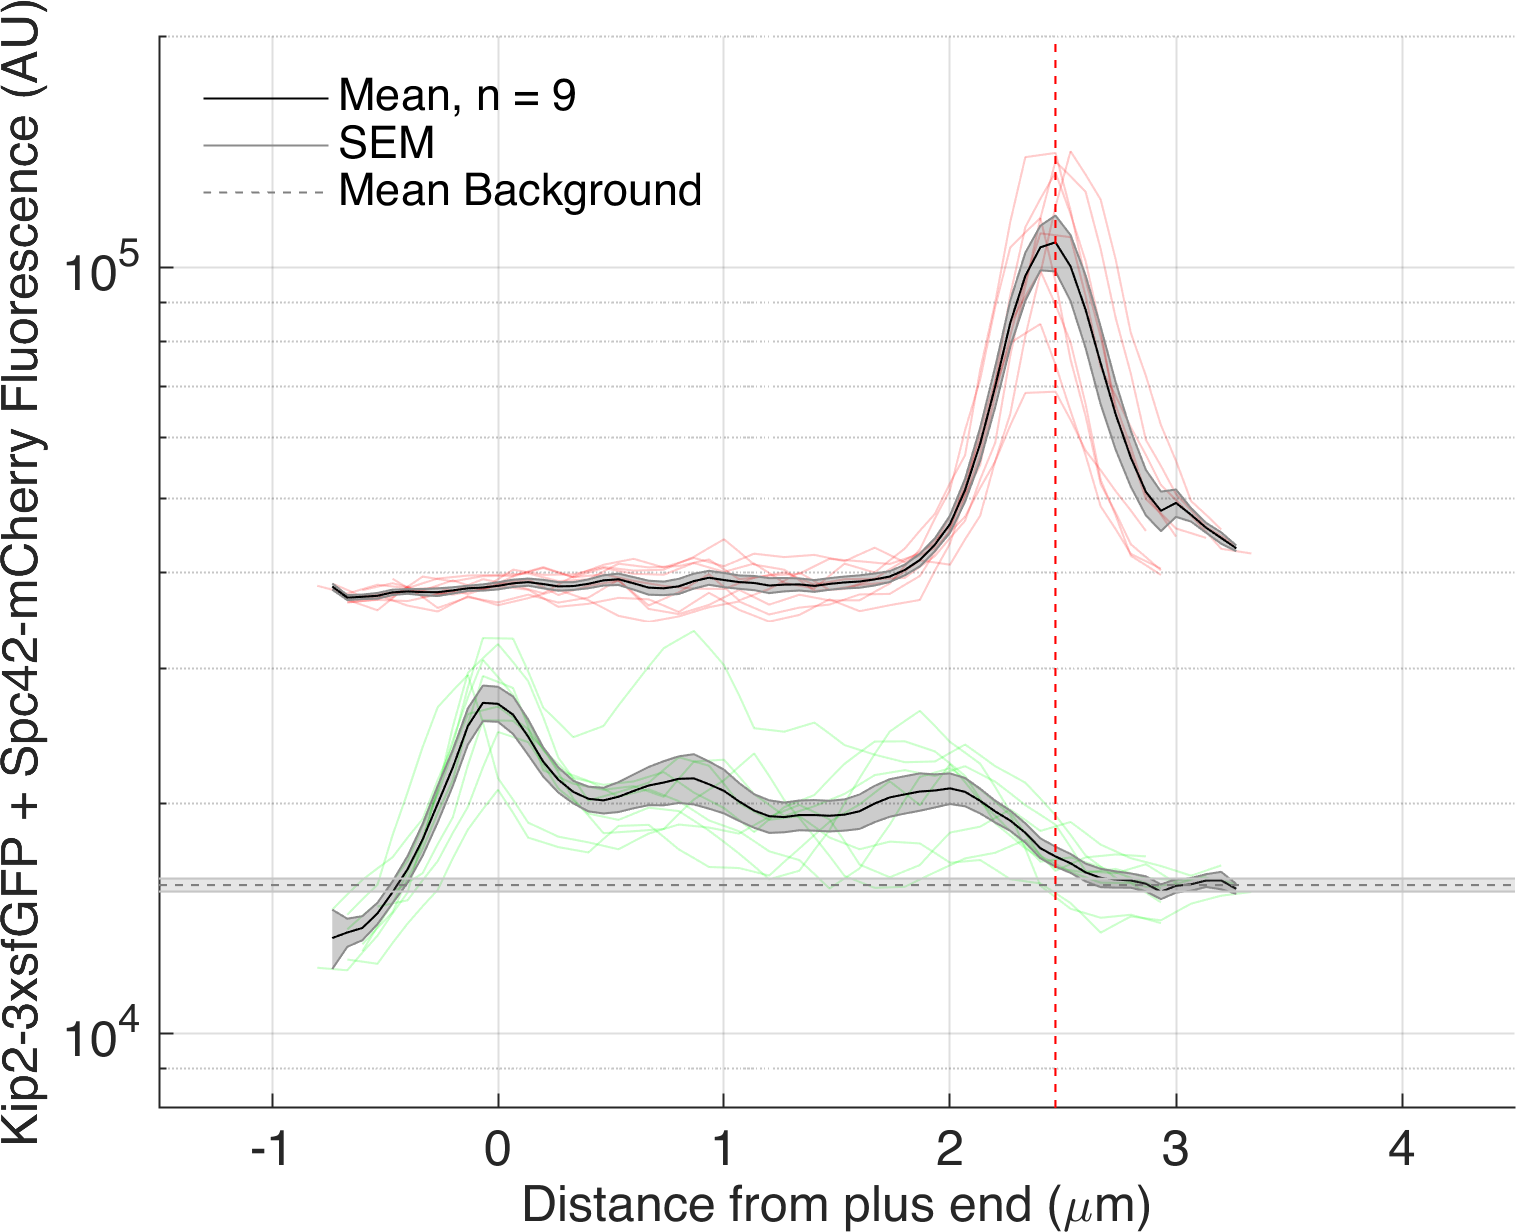 Kip2-3xsfGFP + Spc42-mCherry Fluorescence (AU)
Mean, n = 9
SEM
Mean Background
10^5
10^4
-1 0 1 2 3 4
Distance from plus end (μm)